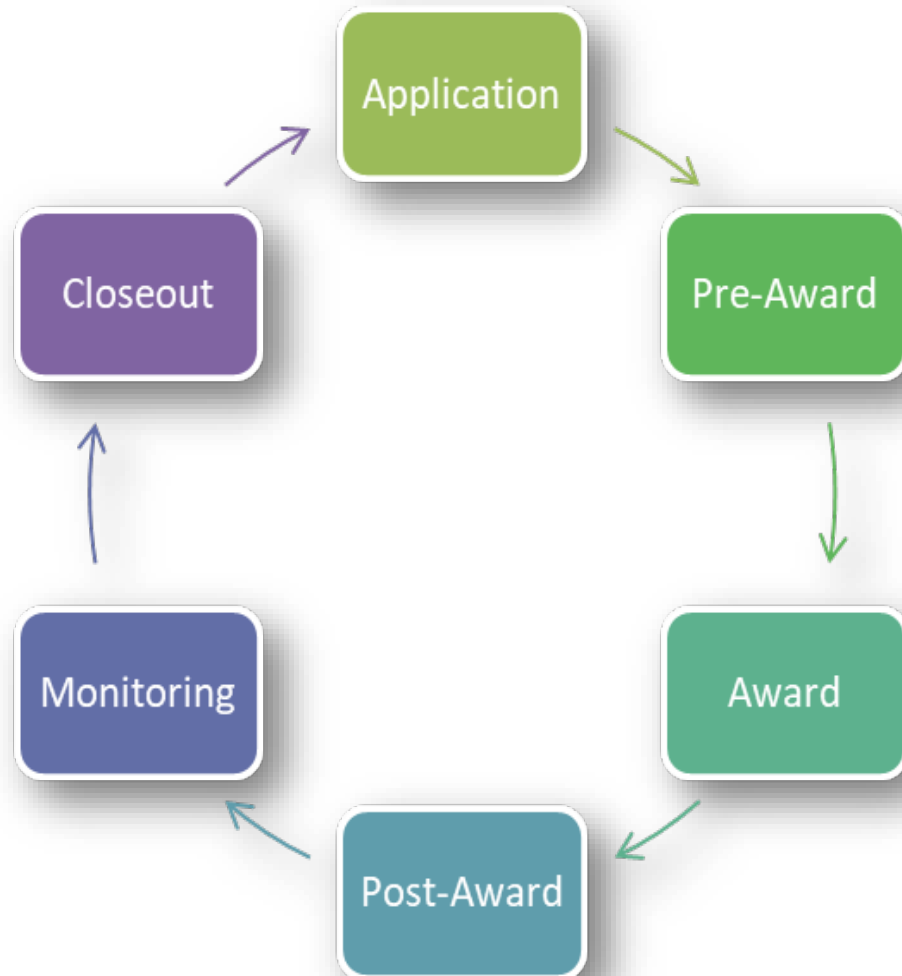 Application
Pre-Award
Award
Post-Award
Monitoring
Closeout